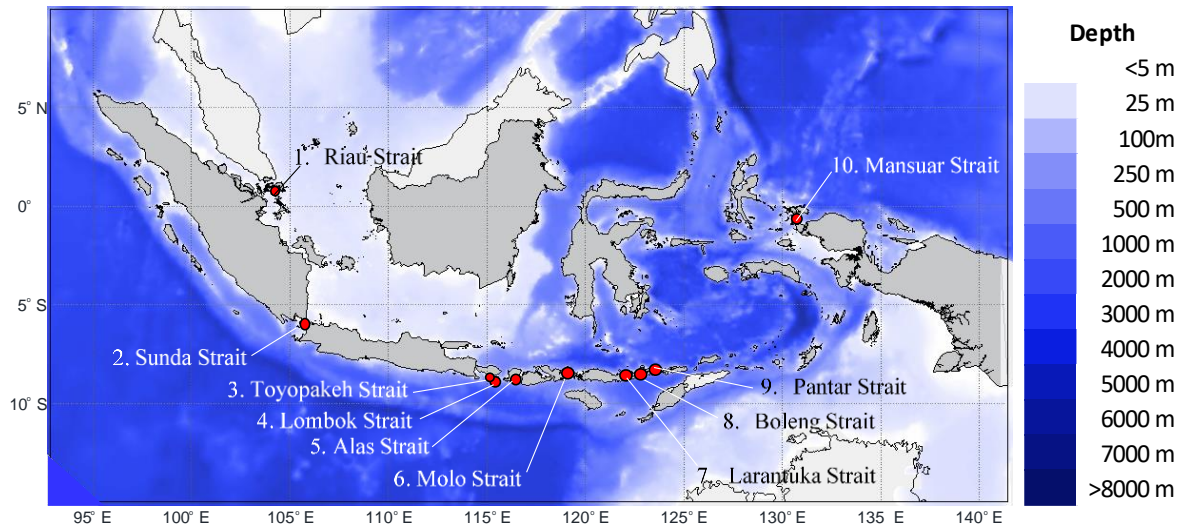 Depth
<5 m
25 m
100m
250 m
500 m
1000 m
2000 m
3000 m
4000 m
5000 m
6000 m
7000 m
>8000 m
5° N
0°
5° S
10° S
1. Riau Strait
10. Mansuar Strait
2. Sunda Strait
3. Toyopakeh Strait
4. Lombok Strait
5. Alas Strait
6. Molo Strait
9. Pantar Strait
8. Boleng Strait
7. Larantuka Strait
95° E
100° E
105° E
110° E
115° E
120° E
125° E
130° E
135° E
140° E